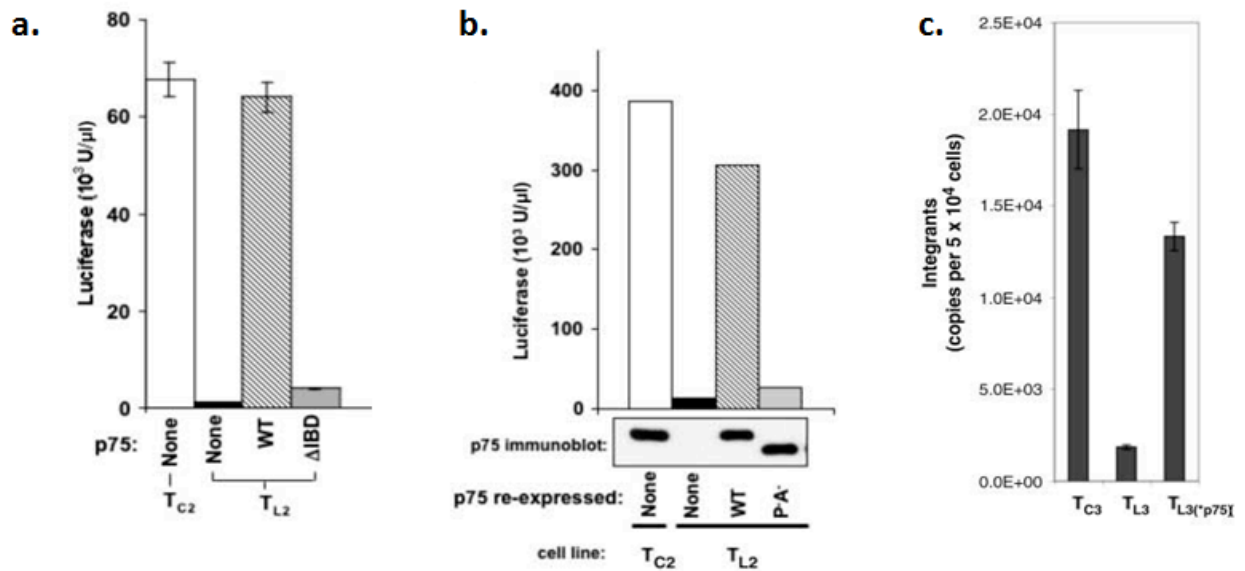 a.
80
60
40
20
0
Luciferase (10³ U/µl)
p75:
None
None
WT
ΔIBD
TC2
TL2
b.
400
300
200
100
0
Luciferase (10³ U/µl)
p75 immunoblot:
p75 re-expressed:
None
None
WT
P⁻A⁻
cell line:
TC2
TL2
c.
2.5E+04
2.0E+04
1.5E+04
1.0E+04
5.0E+03
0.0E+00
Integrants
(copies per 5 x 10⁴ cells)
TC3
TL3
TL3(*p75)[